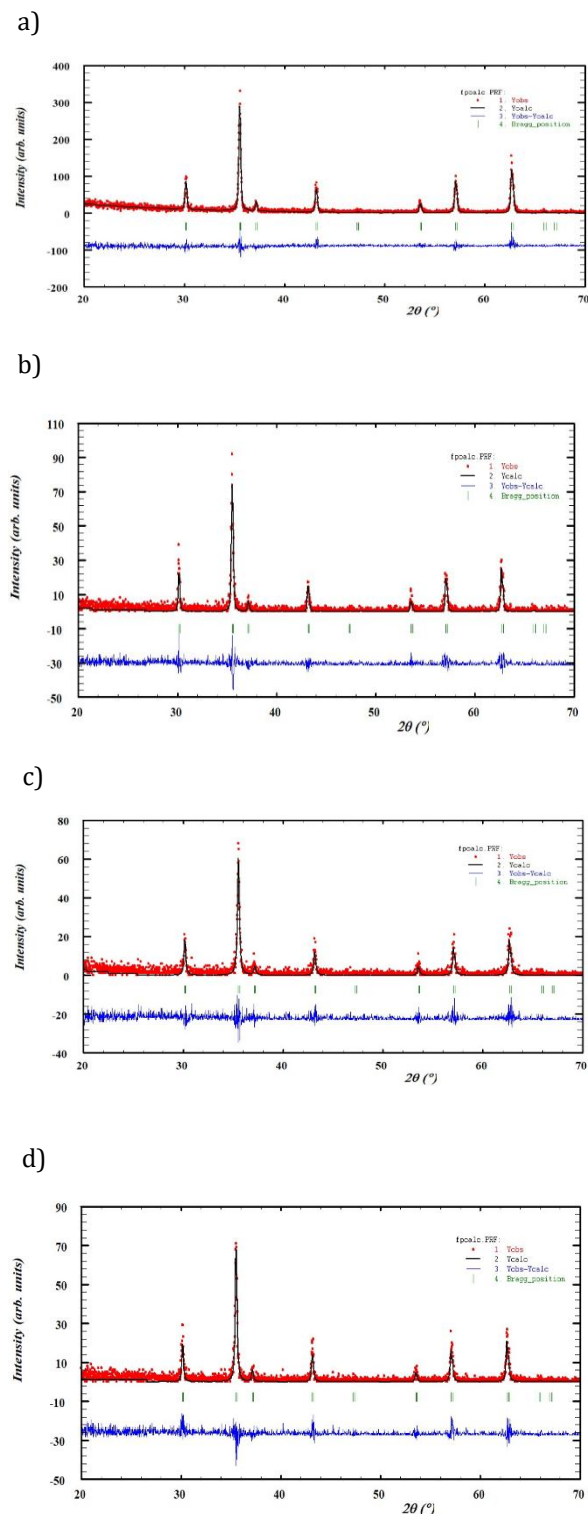 a)
Intensity (arb. units)
400
300
200
100
0
-100
-200
fpcalc.PRF:
1 Yobs
2 Ycalc
3 Yobs-Ycalc
4 Bragg_position
20 30 40 50 60 70
2θ (°)
b)
Intensity (arb. units)
110
90
70
50
30
10
-10
-30
-50
fpcalc.PRF:
1 Yobs
2 Ycalc
3 Yobs-Ycalc
4 Bragg_position
20 30 40 50 60 70
2θ (°)
c)
Intensity (arb. units)
80
60
40
20
0
-20
-40
fpcalc.PRF:
1 Yobs
2 Ycalc
3 Yobs-Ycalc
4 Bragg_position
20 30 40 50 60 70
2θ (°)
d)
Intensity (arb. units)
90
70
50
30
10
-10
-30
-50
fpcalc.PRF:
1 Yobs
2 Ycalc
3 Yobs-Ycalc
4 Bragg_position
20 30 40 50 60 70
2θ (°)